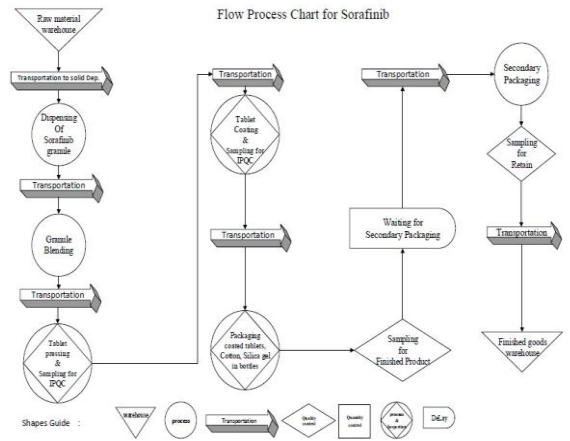 Flow Process Chart for Sorafinib
Raw material
warehouse
Transportation to solid Dep.
Dispensing
Of
Sorafinib
granule
Transportation
Granule
Blending
Transportation
Tablet
pressing
&
Sampling for
IPQC
Transportation
Tablet
Coating
&
Sampling for
IPQC
Transportation
Packaging
coated tablets,
Cotton, Silica gel
in bottles
Sampling
for
Finished Product
Waiting for
Secondary Packaging
Transportation
Secondary
Packaging
Sampling
for
Retain
Transportation
Finished goods
warehouse
Shapes Guide :
warehouse
process
Transportation
Quality
control
Quantity
control
process
&
Inspection
DeLay